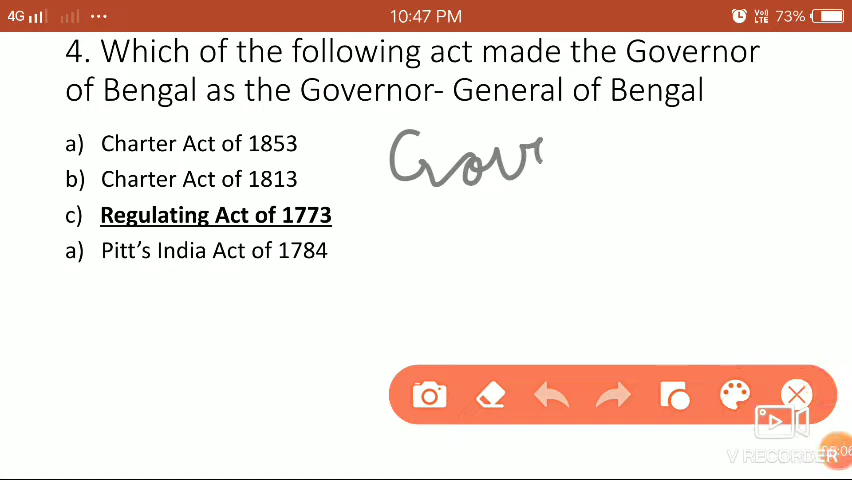 4G 10:47 PM VoI) LTE 73%
4. Which of the following act made the Governor
of Bengal as the Governor- General of Bengal
a) Charter Act of 1853
b) Charter Act of 1813
c) Regulating Act of 1773
a) Pitt's India Act of 1784
Gov
V RECORDER